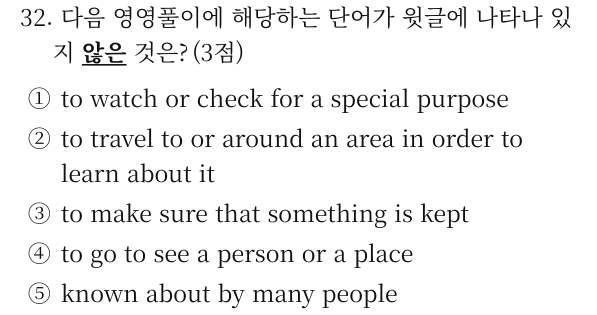 32. 다음 영영풀이에 해당하는 단어가 윗글에 나타나 있
지 않은 것은? (3점)
① to watch or check for a special purpose
② to travel to or around an area in order to
learn about it
③ to make sure that something is kept
④ to go to see a person or a place
⑤ known about by many people